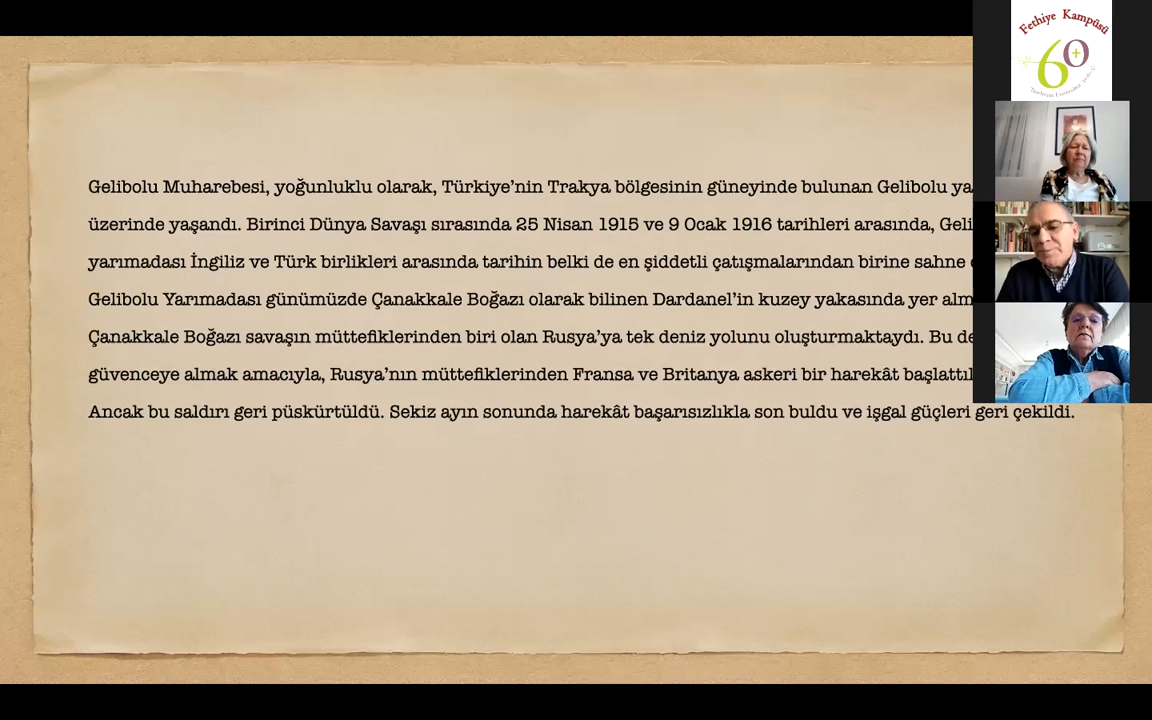 Fethiye Kampüsü
60+
Gelibolu Muharebesi, yoğunluklu olarak, Türkiye’nin Trakya bölgesinin güneyinde bulunan Gelibolu
üzerinde yaşandı. Birinci Dünya Savaşı sırasında 25 Nisan 1915 ve 9 Ocak 1916 tarihleri arasında,
yarımadası İngiliz ve Türk birlikleri arasında tarihin belki de en şiddetli çatışmalarından birine sahne
Gelibolu Yarımadası günümüzde Çanakkale Boğazı olarak bilinen Dardanel’in kuzey yakasında yer
Çanakkale Boğazı savaşın müttefiklerinden biri olan Rusya’ya tek deniz yolunu oluşturmaktaydı. Bu
güvenceye almak amacıyla, Rusya’nın müttefiklerinden Fransa ve Britanya askeri bir harekât
Ancak bu saldırı geri püskürtüldü. Sekiz ayın sonunda harekât başarısızlıkla son buldu ve işgal güçleri geri çekildi.